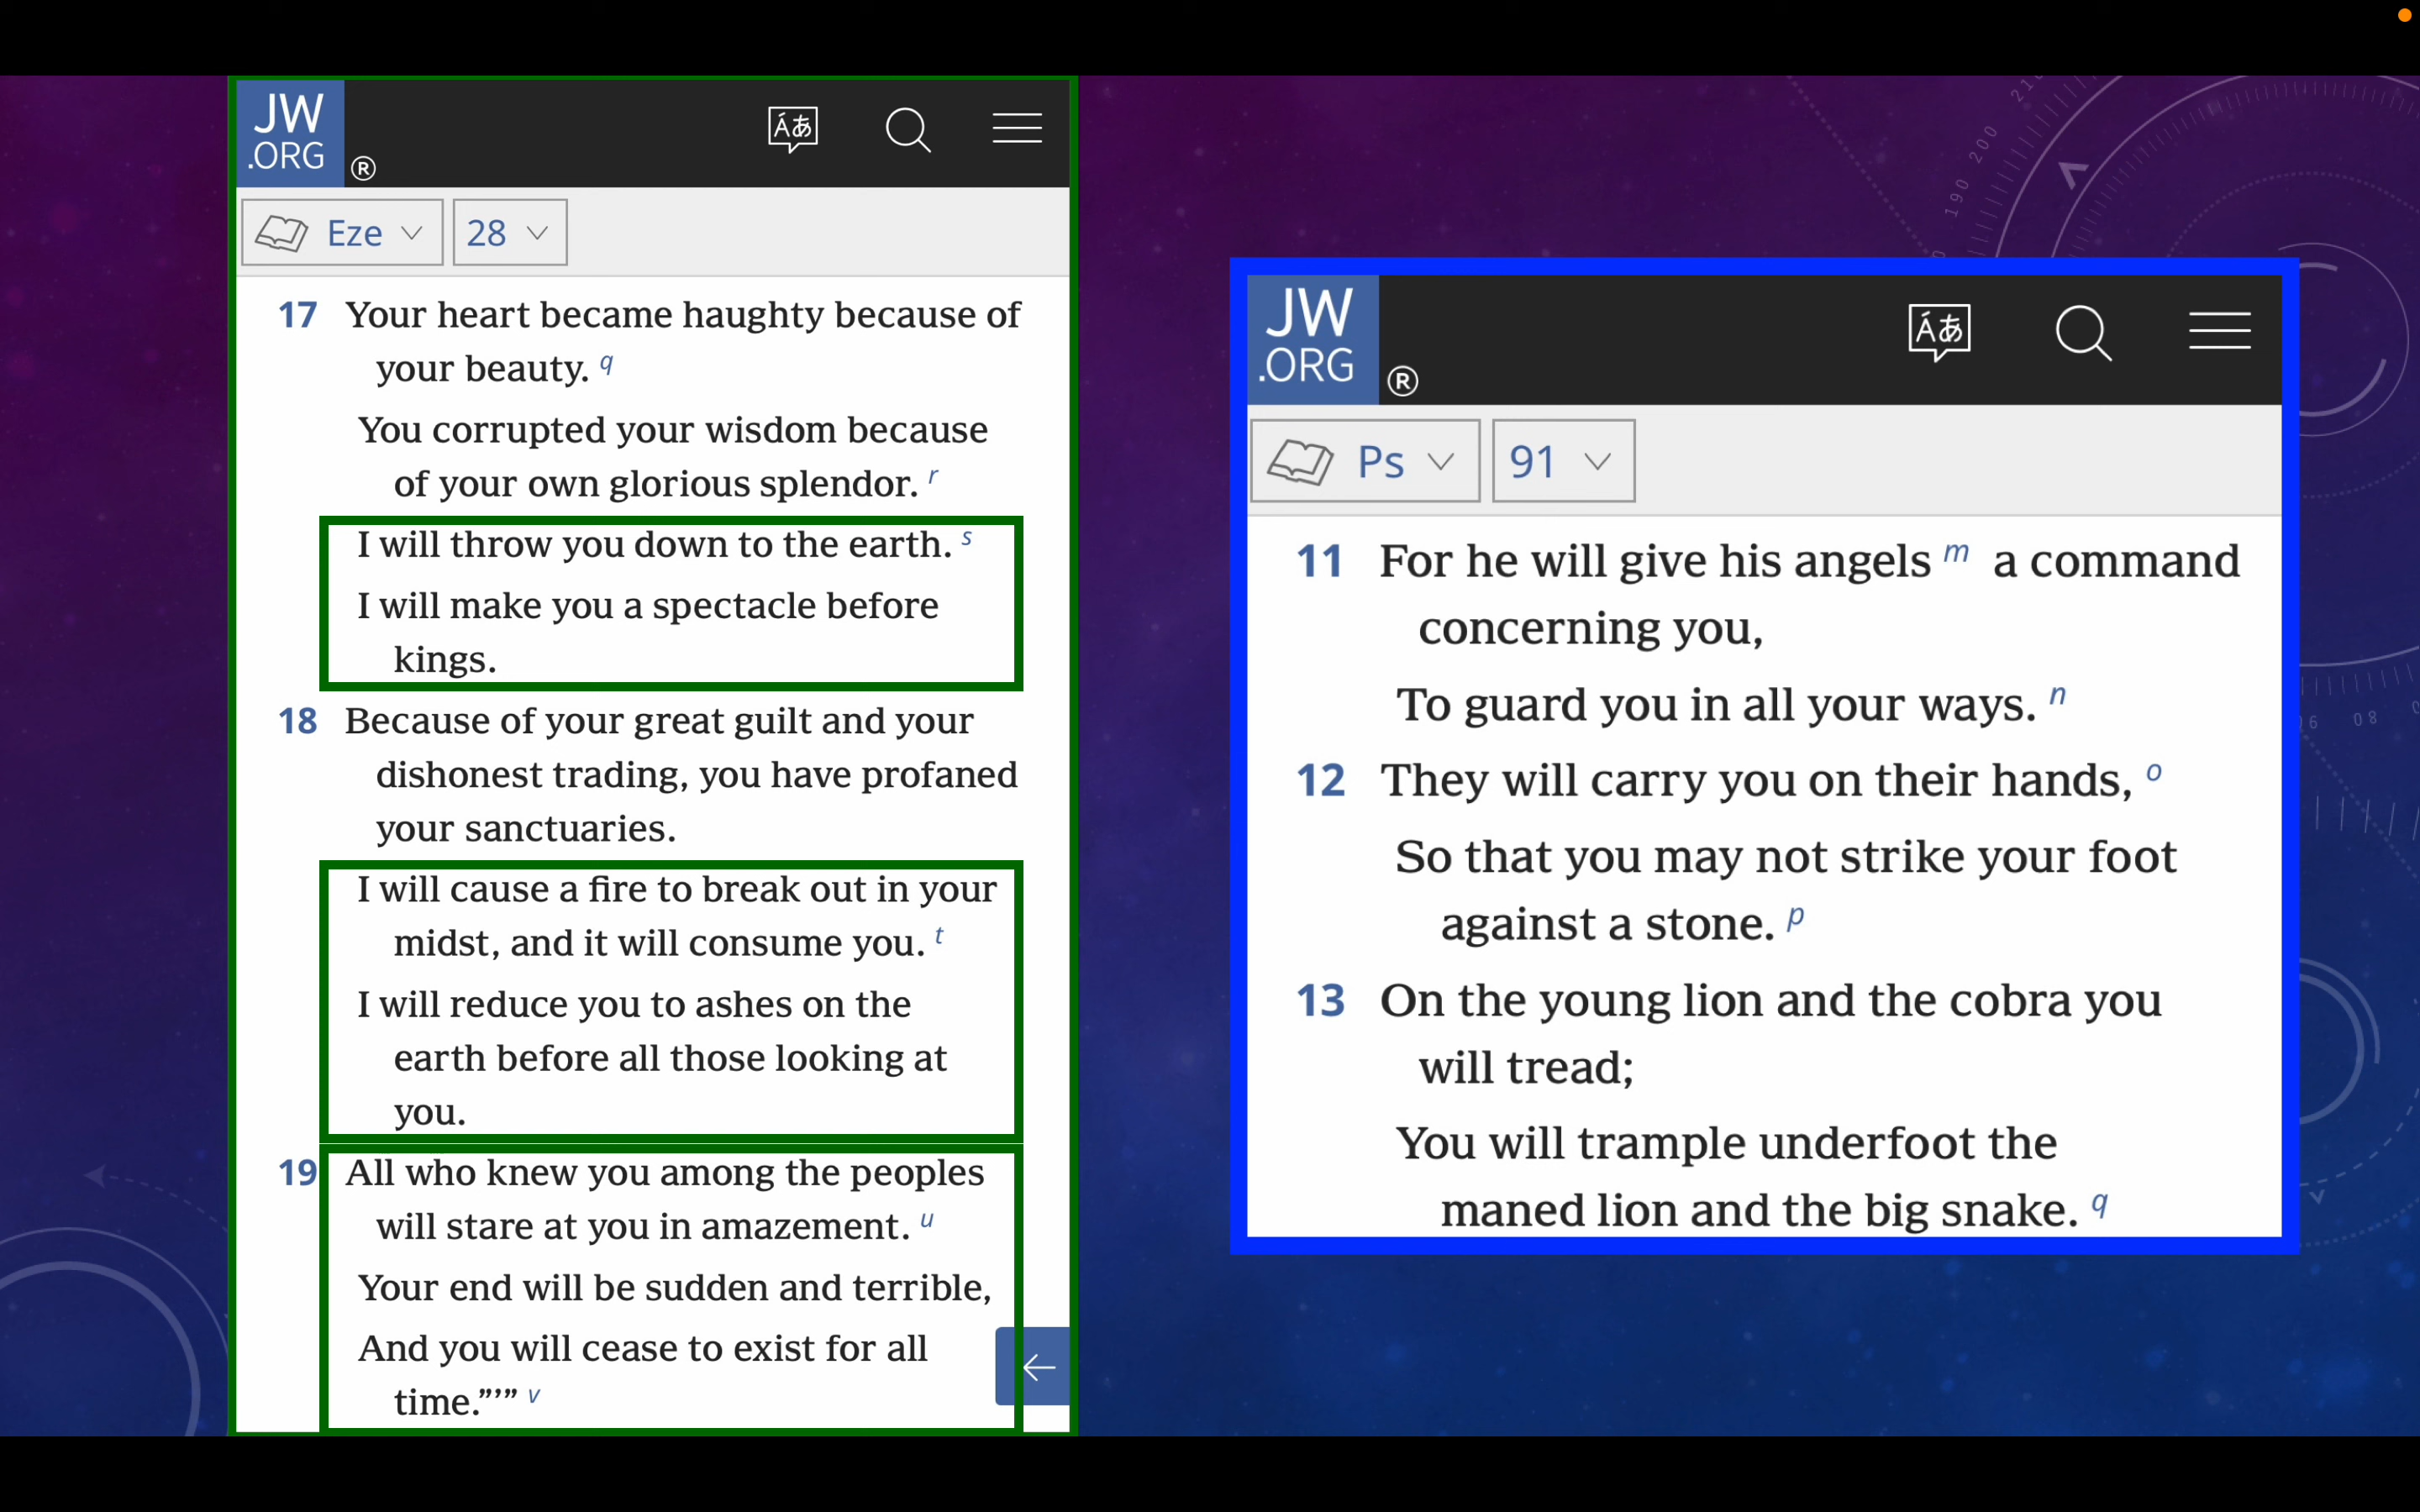 JW
.ORG
®
Áあ
Eze
28
17 Your heart became haughty because of
your beauty. q
You corrupted your wisdom because
of your own glorious splendor. r
I will throw you down to the earth. s
I will make you a spectacle before
kings.
18 Because of your great guilt and your
dishonest trading, you have profaned
your sanctuaries.
I will cause a fire to break out in your
midst, and it will consume you. t
I will reduce you to ashes on the
earth before all those looking at
you.
19 All who knew you among the peoples
will stare at you in amazement. u
Your end will be sudden and terrible,
And you will cease to exist for all
time.”’” v
JW
.ORG
®
Áあ
Ps
91
11 For he will give his angels m a command
concerning you,
To guard you in all your ways. n
12 They will carry you on their hands, o
So that you may not strike your foot
against a stone. p
13 On the young lion and the cobra you
will tread;
You will trample underfoot the
maned lion and the big snake. q
190 200